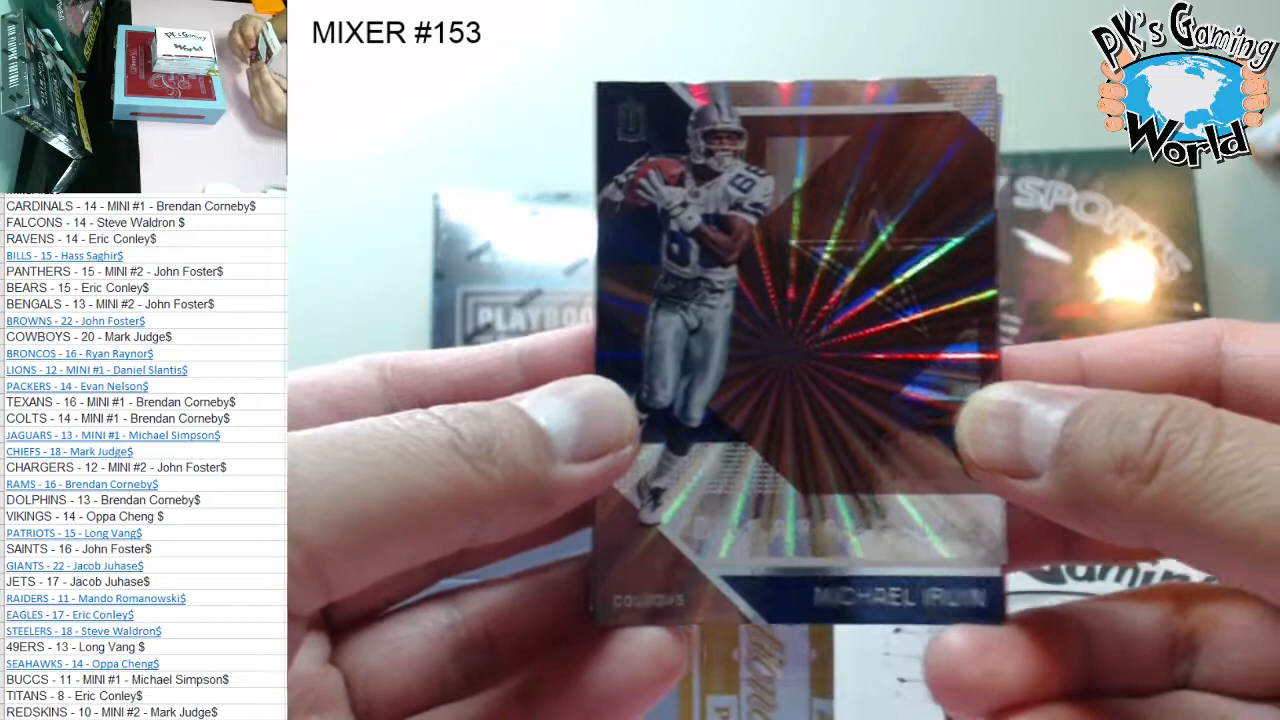 MIXER #153
PK's Gaming
World
CARDINALS - 14 - MINI #1 - Brendan Corneby$
FALCONS - 14 - Steve Waldron $
RAVENS - 14 - Eric Conley$
BILLS - 15 - Hass Saghir$
PANTHERS - 15 - MINI #2 - John Foster$
BEARS - 15 - Eric Conley$
BENGALS - 13 - MINI #2 - John Foster$
BROWNS - 22 - John Foster$
COWBOYS - 20 - Mark Judge$
BRONCOS - 16 - Ryan Raynor$
LIONS - 12 - MINI #1 - Daniel Slantis$
PACKERS - 14 - Evan Nelson$
TEXANS - 16 - MINI #1 - Brendan Corneby$
COLTS - 14 - MINI #1 - Brendan Corneby$
JAGUARS - 13 - MINI #1 - Michael Simpson$
CHIEFS - 18 - Mark Judge$
CHARGERS - 12 - MINI #2 - John Foster$
RAMS - 16 - Brendan Corneby$
DOLPHINS - 13 - Brendan Corneby$
VIKINGS - 14 - Oppa Cheng $
PATRIOTS - 15 - Long Vang$
SAINTS - 16 - John Foster$
GIANTS - 22 - Jacob Juhase$
JETS - 17 - Jacob Juhase$
RAIDERS - 11 - Mando Romanowski$
EAGLES - 17 - Eric Conley$
STEELERS - 18 - Steve Waldron$
49ERS - 13 - Long Vang $
SEAHAWKS - 14 - Oppa Cheng$
BUCCS - 11 - MINI #1 - Michael Simpson$
TITANS - 8 - Eric Conley$
REDSKINS - 10 - MINI #2 - Mark Judge$
SPORTS
PLAYBOO
MICHAEL IRVIN
COWBOYS
Gaming